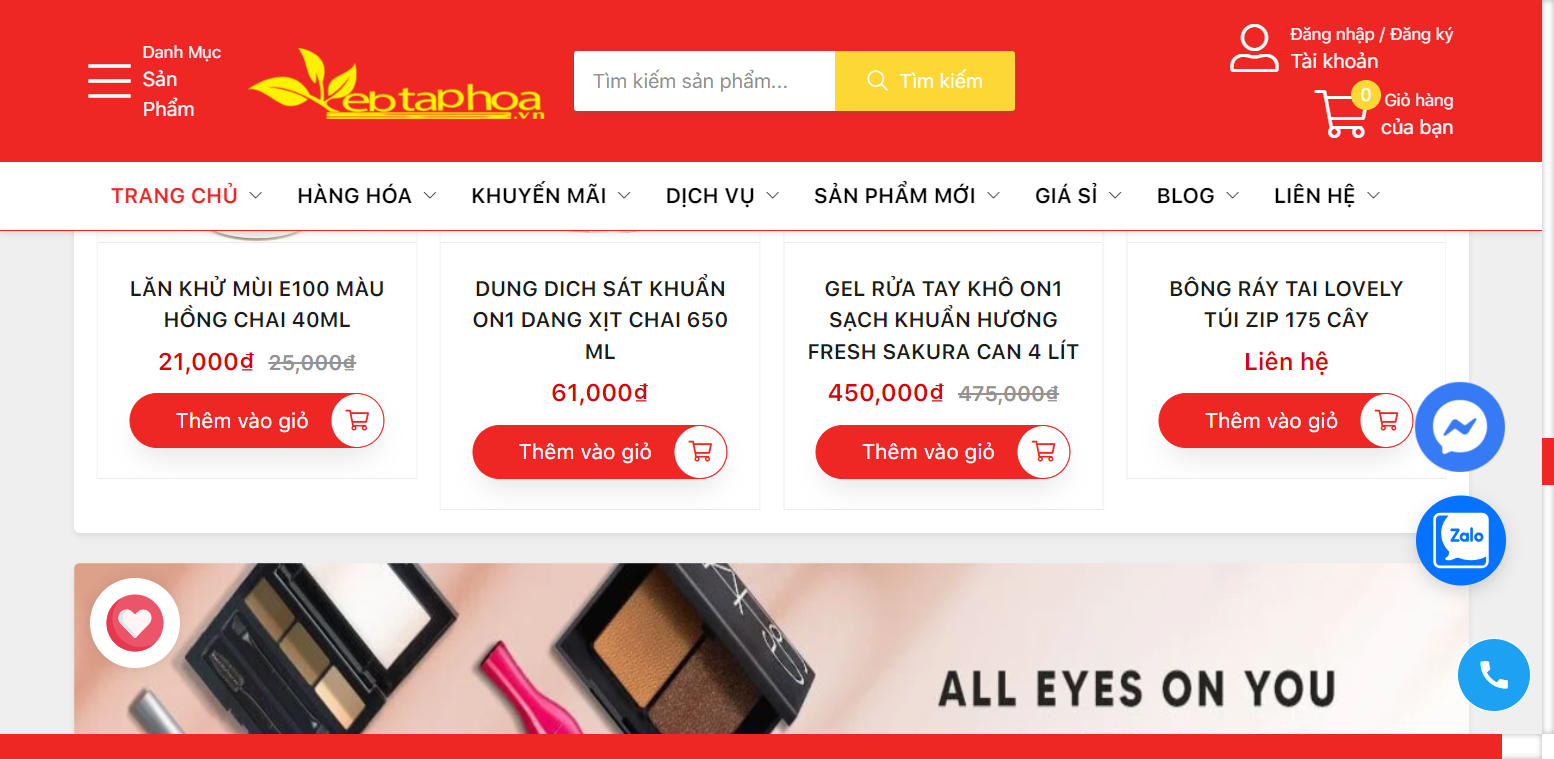 Danh Mục
Sản
Phẩm
ebtaphoa
.vn
Tìm kiếm sản phẩm...
Tìm kiếm
Đăng nhập / Đăng ký
Tài khoản
0
Giỏ hàng
của bạn
TRANG CHỦ HÀNG HÓA KHUYẾN MÃI DỊCH VỤ SẢN PHẨM MỚI GIÁ SỈ BLOG LIÊN HỆ
LĂN KHỬ MÙI E100 MÀU
HỒNG CHAI 40ML
21,000₫ 25,000₫
Thêm vào giỏ
DUNG DICH SÁT KHUẨN
ON1 DANG XỊT CHAI 650
ML
61,000₫
Thêm vào giỏ
GEL RỬA TAY KHÔ ON1
SẠCH KHUẨN HƯƠNG
FRESH SAKURA CAN 4 LÍT
450,000₫ 475,000₫
Thêm vào giỏ
BÔNG RÁY TAI LOVELY
TÚI ZIP 175 CÂY
Liên hệ
Thêm vào giỏ
Zalo
ALL EYES ON YOU